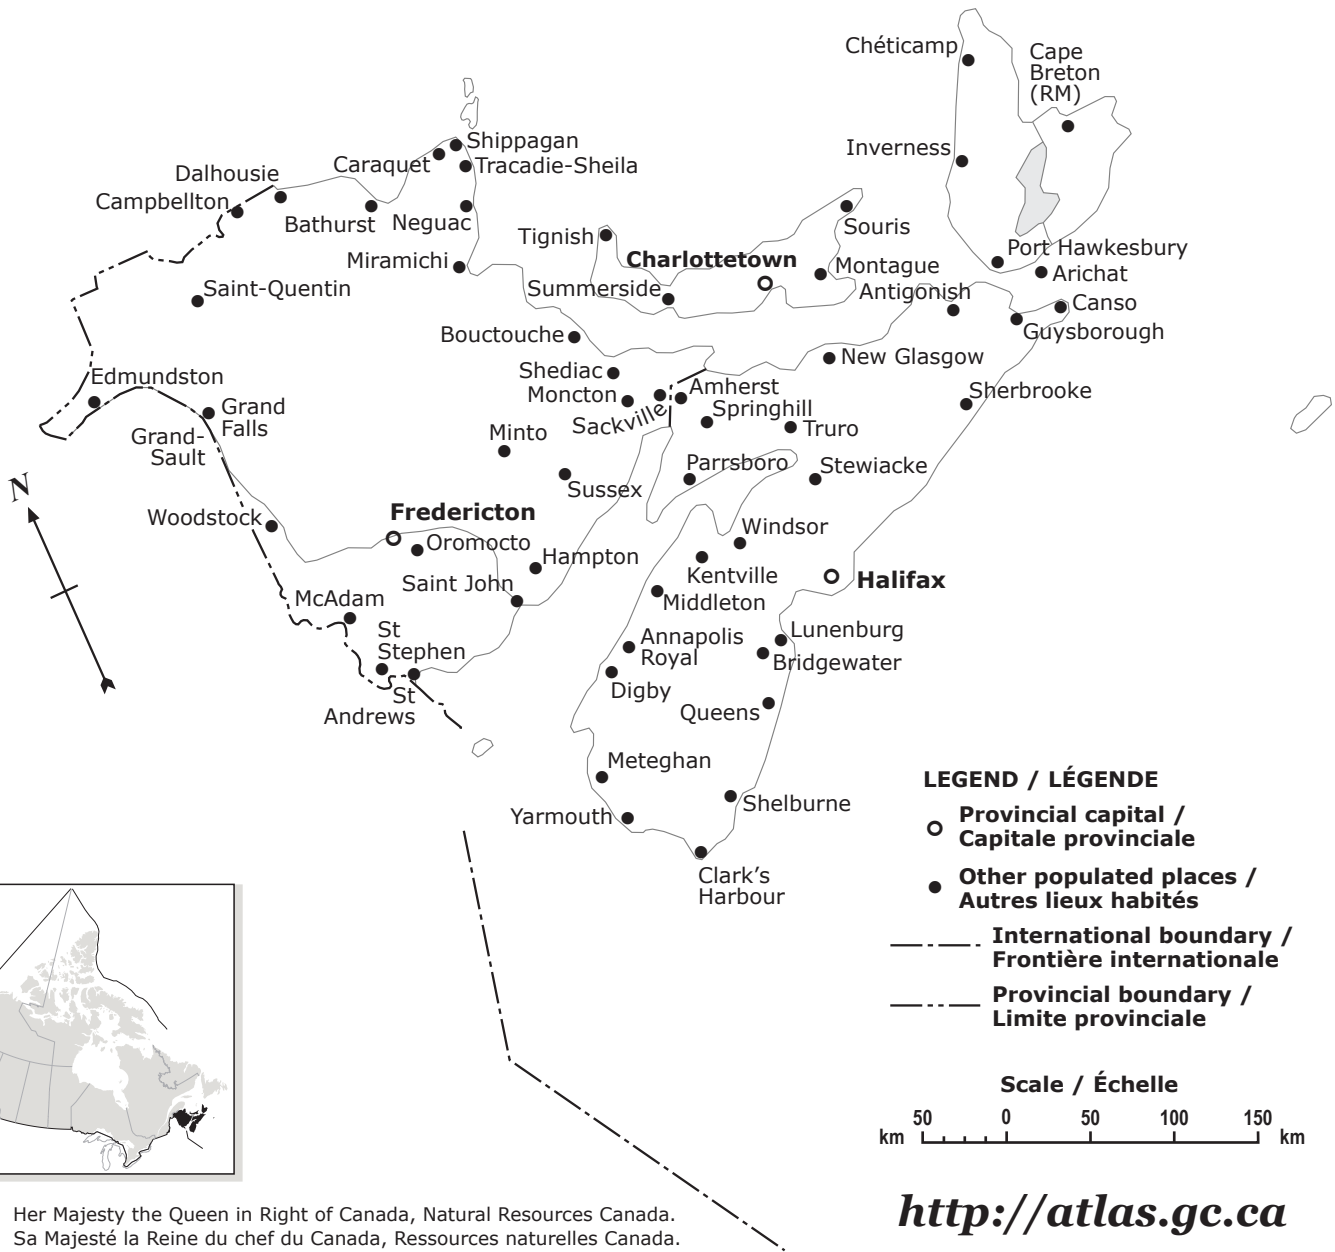 Chéticamp
Cape
Breton
(RM)
Shippagan
Caraquet
Tracadie-Sheila
Inverness
Dalhousie
Campbellton
Bathurst
Neguac
Souris
Tignish
Port Hawkesbury
Charlottetown
Miramichi
Montague
Arichat
Saint-Quentin
Summerside
Antigonish
Canso
Guysborough
Bouctouche
New Glasgow
Shediac
Edmundston
Amherst
Sherbrooke
Moncton
Grand
Falls
Springhill
Sackville
Truro
Grand-
Sault
Minto
Parrsboro
Stewiacke
N
Sussex
Fredericton
Woodstock
Windsor
Oromocto
Hampton
Kentville
Halifax
Saint John
McAdam
Middleton
St
Stephen
Annapolis
Royal
Lunenburg
Bridgewater
Digby
St
Andrews
Queens
Meteghan
Shelburne
Yarmouth
Clark's
Harbour
LEGEND / LÉGENDE
Provincial capital /
Capitale provinciale
Other populated places /
Autres lieux habités
International boundary /
Frontière internationale
Provincial boundary /
Limite provinciale
Scale / Échelle
50 0 50 100 150
km km
http://atlas.gc.ca
Her Majesty the Queen in Right of Canada, Natural Resources Canada.
Sa Majesté la Reine du chef du Canada, Ressources naturelles Canada.